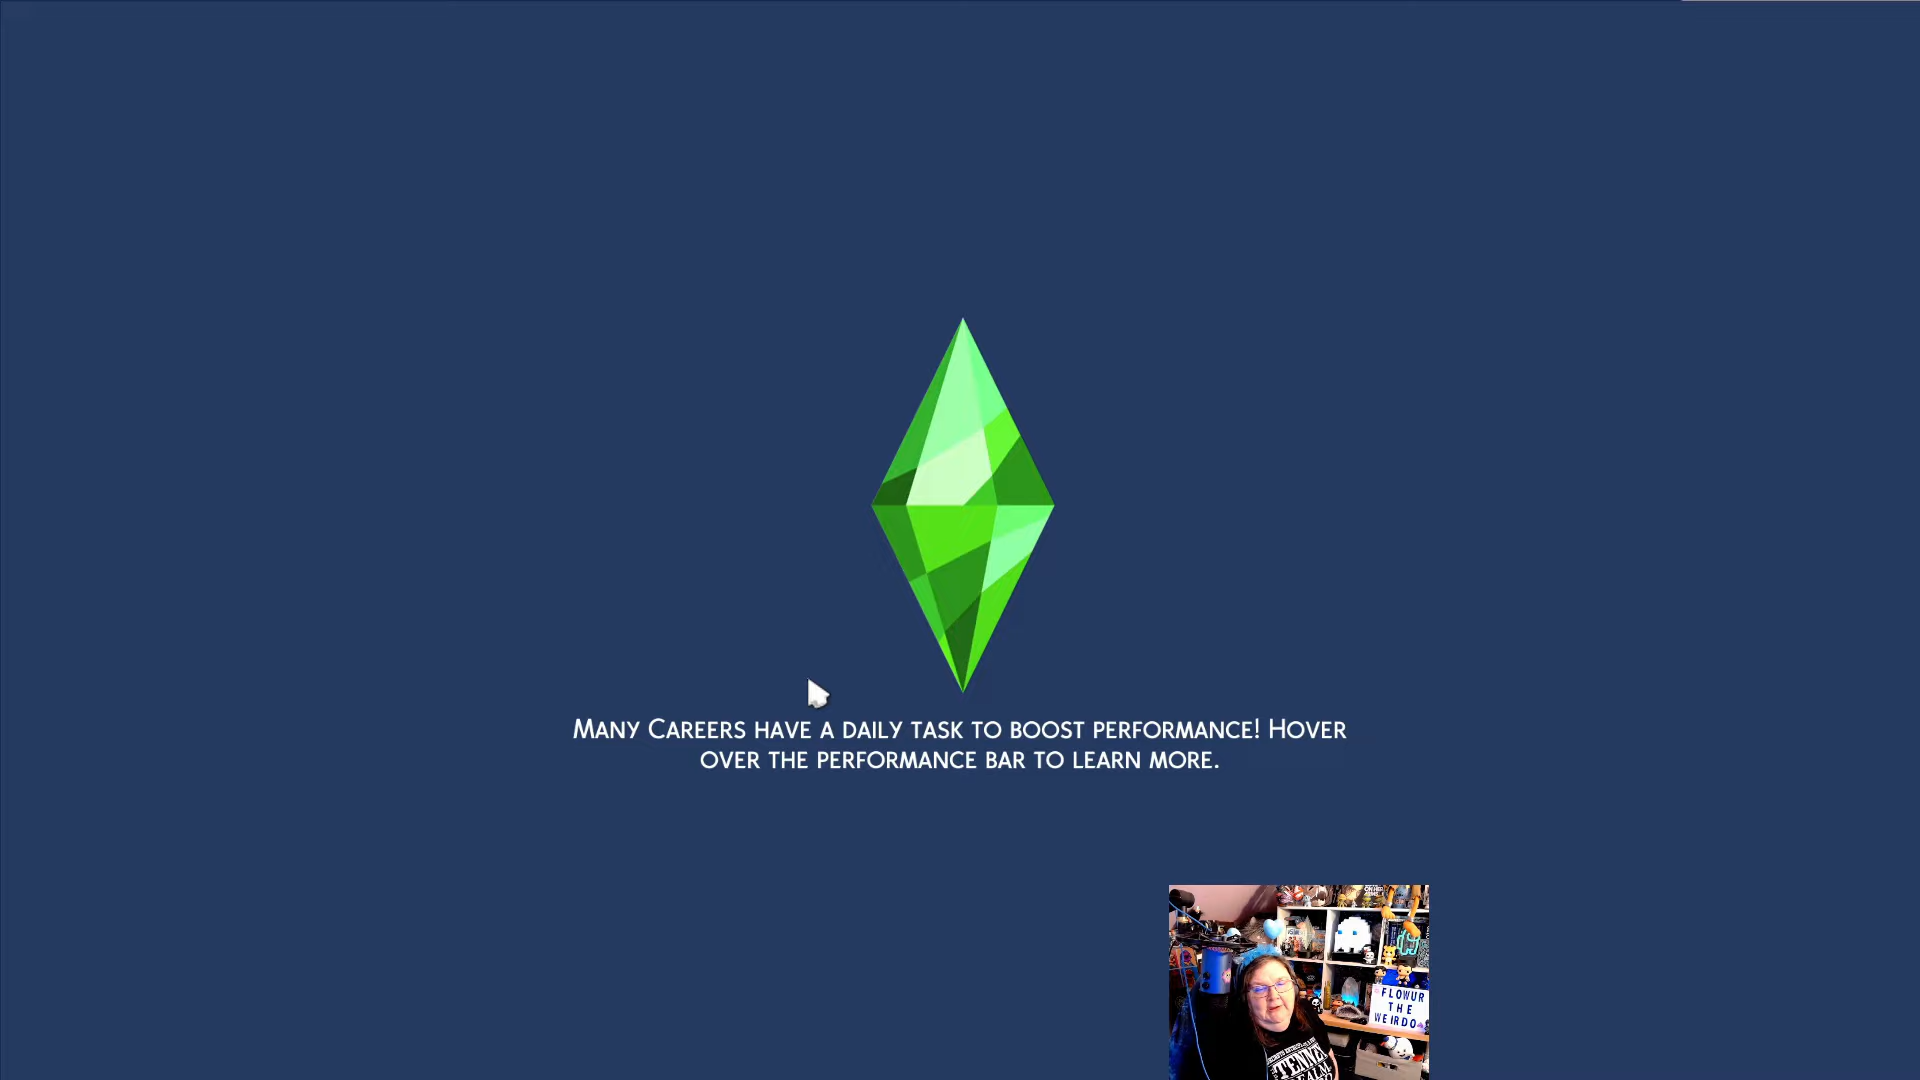 Many Careers have a daily task to boost performance! Hover
over the performance bar to learn more.
FLOWUR
THE
WEIRDO
TENNE